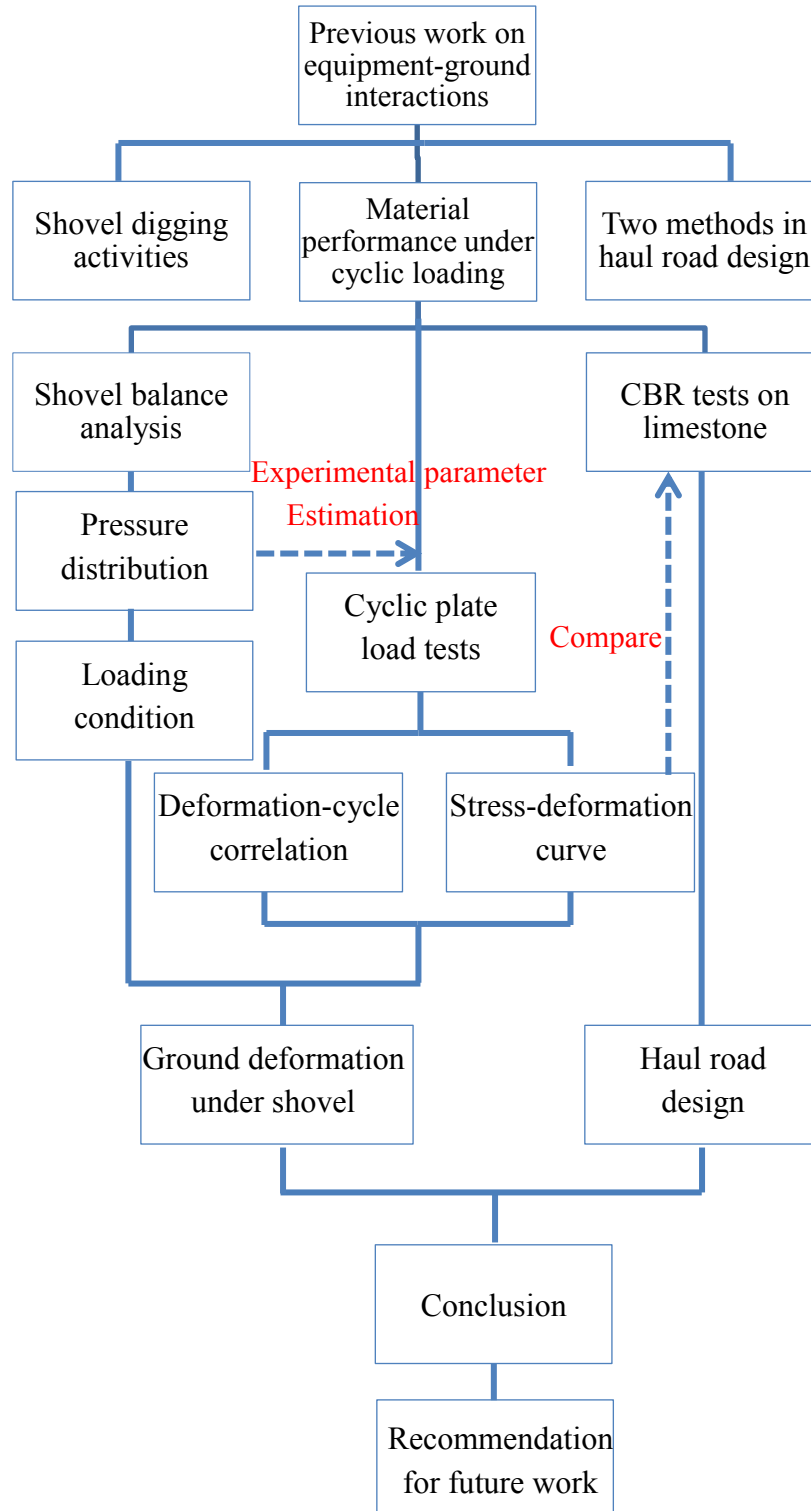 Previous work on
equipment-ground
interactions
Shovel digging
activities
Material
performance under
cyclic loading
Two methods in
haul road design
Shovel balance
analysis
CBR tests on
limestone
Experimental parameter
Estimation
Pressure
distribution
Cyclic plate
load tests
Compare
Loading
condition
Deformation-cycle
correlation
Stress-deformation
curve
Ground deformation
under shovel
Haul road
design
Conclusion
Recommendation
for future work